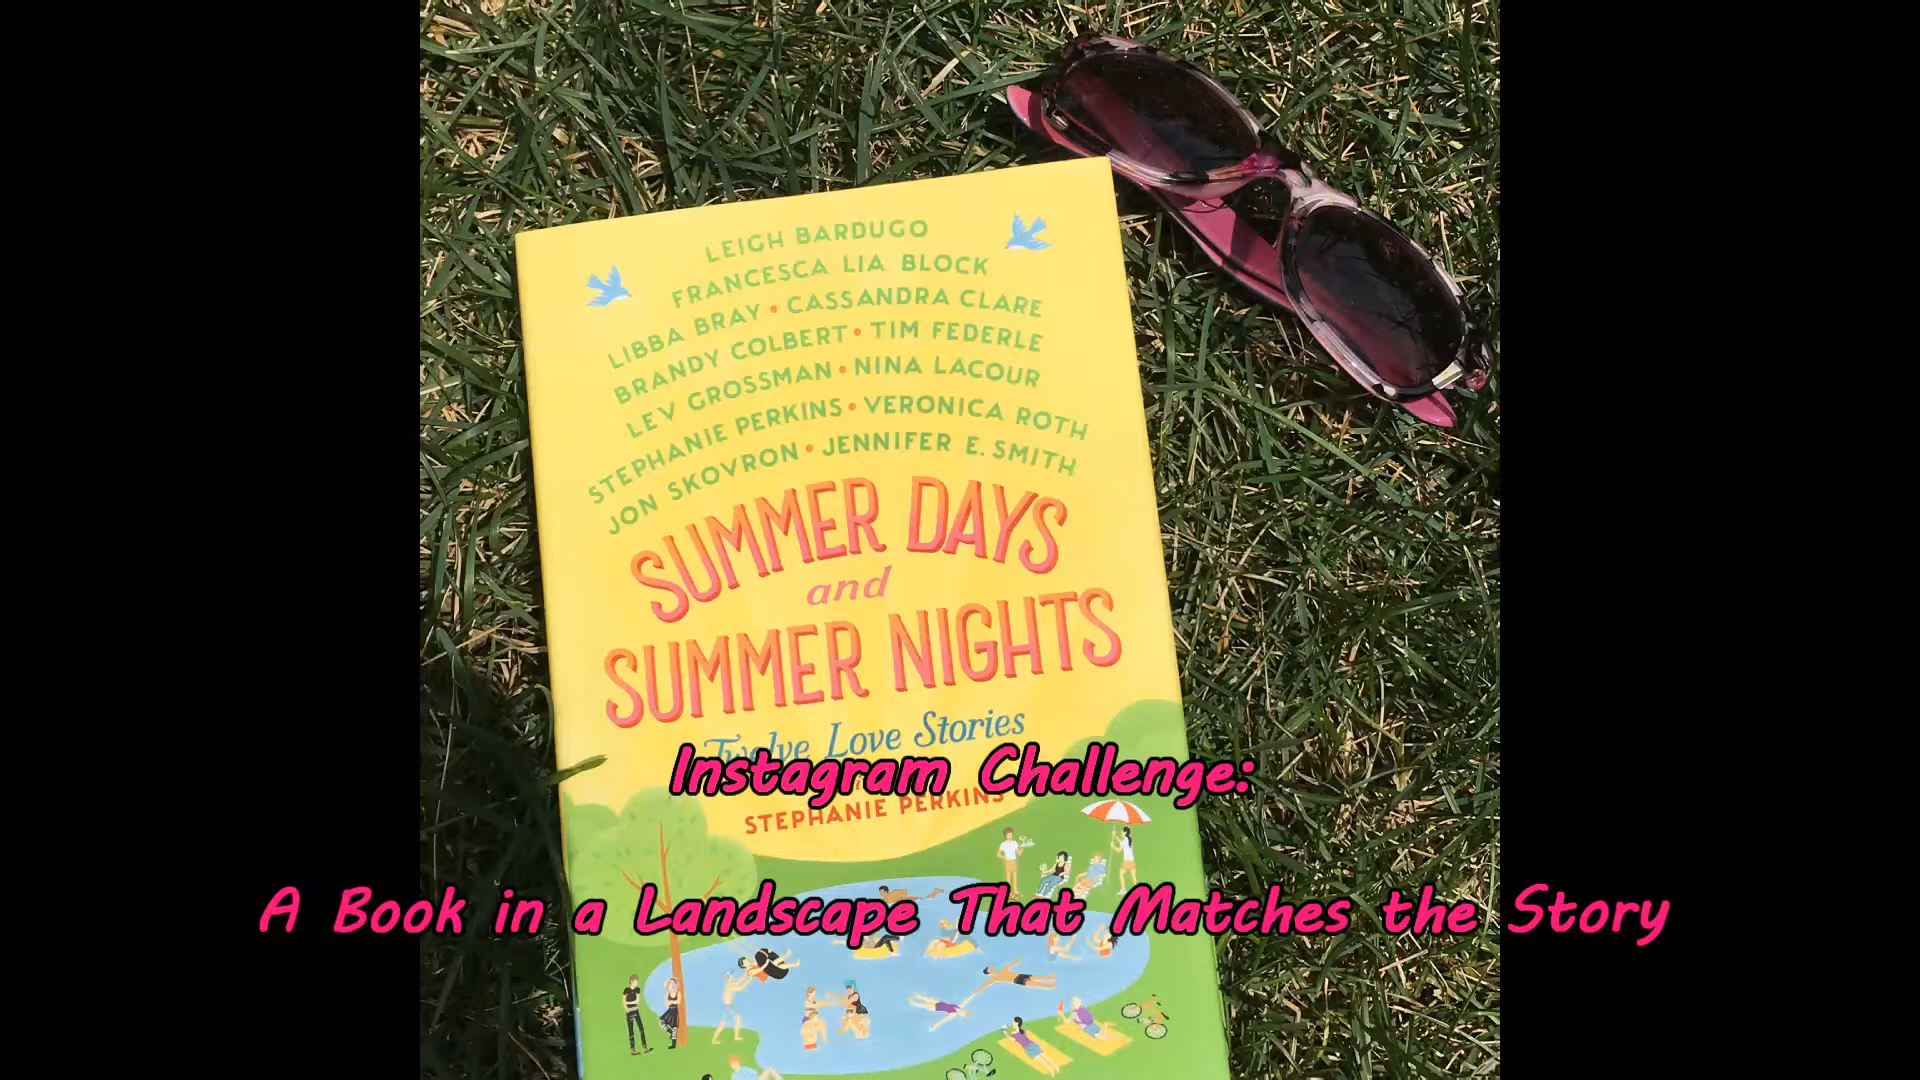 LEIGH BARDUGO
FRANCESCA LIA BLOCK
LIBBA BRAY • CASSANDRA CLARE
BRANDY COLBERT • TIM FEDERLE
LEV GROSSMAN • NINA LACOUR
STEPHANIE PERKINS • VERONICA ROTH
JON SKOVRON • JENNIFER E. SMITH
SUMMER DAYS
and
SUMMER NIGHTS
Twelve Love Stories
Instagram Challenge:
STEPHANIE PERKINS
A Book in a Landscape That Matches the Story